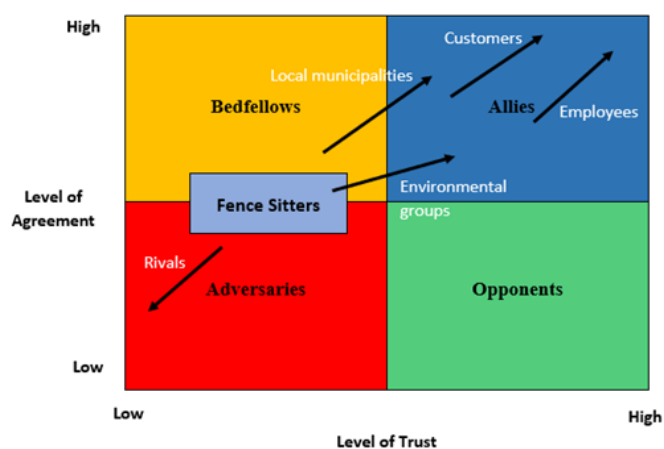 High
Customers
Local municipalities
Bedfellows
Allies
Employees
Level of
Agreement
Fence Sitters
Environmental
groups
Rivals
Adversaries
Opponents
Low
Low
High
Level of Trust